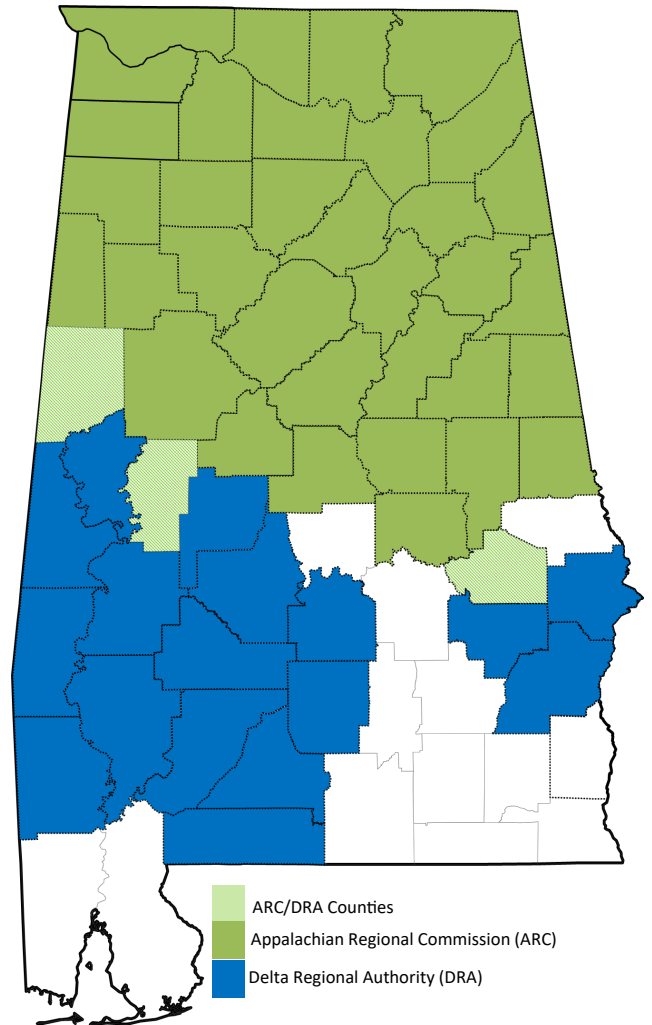 ARC/DRA Counties
Appalachian Regional Commission (ARC)
Delta Regional Authority (DRA)